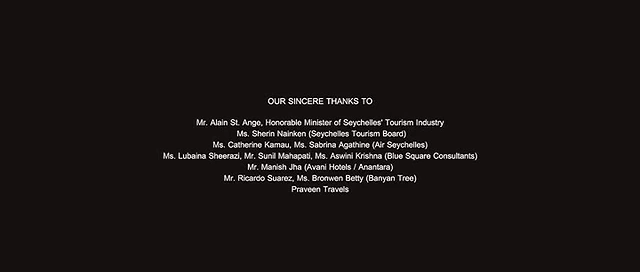 OUR SINCERE THANKS TO
Mr. Alain St. Ange, Honorable Minister of Seychelles' Tourism Industry
Ms. Sherin Nainken (Seychelles Tourism Board)
Ms. Catherine Kamau, Ms. Sabrina Agathine (Air Seychelles)
Ms. Lubaina Sheerazi, Mr. Sunil Mahapati, Ms. Aswini Krishna (Blue Square Consultants)
Mr. Manish Jha (Avani Hotels / Anantara)
Mr. Ricardo Suarez, Ms. Bronwen Betty (Banyan Tree)
Praveen Travels